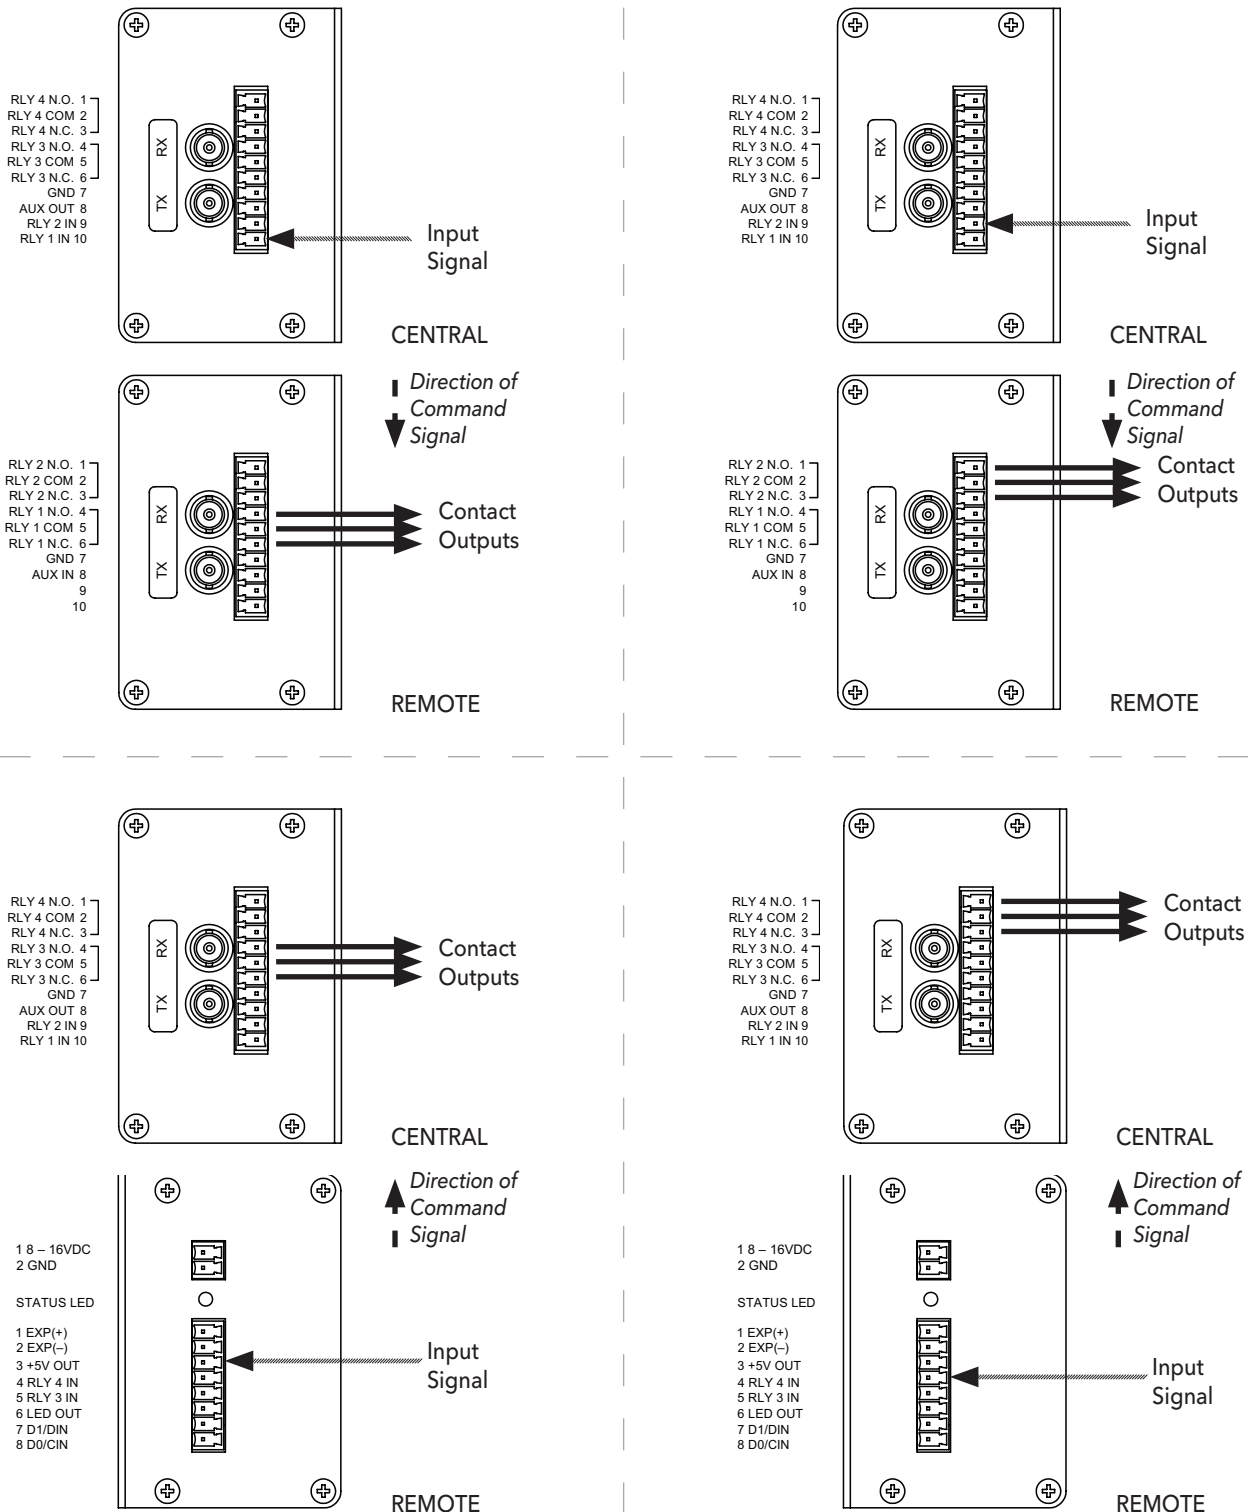 RLY 4 N.O. 1
RLY 4 COM 2
RLY 4 N.C. 3
RLY 3 N.O. 4
RLY 3 COM 5
RLY 3 N.C. 6
GND 7
AUX OUT 8
RLY 2 IN 9
RLY 1 IN 10
RX
TX
Input
Signal
CENTRAL
Direction of
Command
Signal
RLY 2 N.O. 1
RLY 2 COM 2
RLY 2 N.C. 3
RLY 1 N.O. 4
RLY 1 COM 5
RLY 1 N.C. 6
GND 7
AUX IN 8
9
10
RX
TX
Contact
Outputs
REMOTE
RLY 4 N.O. 1
RLY 4 COM 2
RLY 4 N.C. 3
RLY 3 N.O. 4
RLY 3 COM 5
RLY 3 N.C. 6
GND 7
AUX OUT 8
RLY 2 IN 9
RLY 1 IN 10
RX
TX
Input
Signal
CENTRAL
Direction of
Command
Signal
RLY 2 N.O. 1
RLY 2 COM 2
RLY 2 N.C. 3
RLY 1 N.O. 4
RLY 1 COM 5
RLY 1 N.C. 6
GND 7
AUX IN 8
9
10
RX
TX
Contact
Outputs
REMOTE
RLY 4 N.O. 1
RLY 4 COM 2
RLY 4 N.C. 3
RLY 3 N.O. 4
RLY 3 COM 5
RLY 3 N.C. 6
GND 7
AUX OUT 8
RLY 2 IN 9
RLY 1 IN 10
RX
TX
Contact
Outputs
CENTRAL
Direction of
Command
Signal
1 8 – 16VDC
2 GND
STATUS LED
1 EXP(+)
2 EXP(–)
3 +5V OUT
4 RLY 4 IN
5 RLY 3 IN
6 LED OUT
7 D1/DIN
8 D0/CIN
Input
Signal
REMOTE
RLY 4 N.O. 1
RLY 4 COM 2
RLY 4 N.C. 3
RLY 3 N.O. 4
RLY 3 COM 5
RLY 3 N.C. 6
GND 7
AUX OUT 8
RLY 2 IN 9
RLY 1 IN 10
RX
TX
Contact
Outputs
CENTRAL
Direction of
Command
Signal
1 8 – 16VDC
2 GND
STATUS LED
1 EXP(+)
2 EXP(–)
3 +5V OUT
4 RLY 4 IN
5 RLY 3 IN
6 LED OUT
7 D1/DIN
8 D0/CIN
Input
Signal
REMOTE